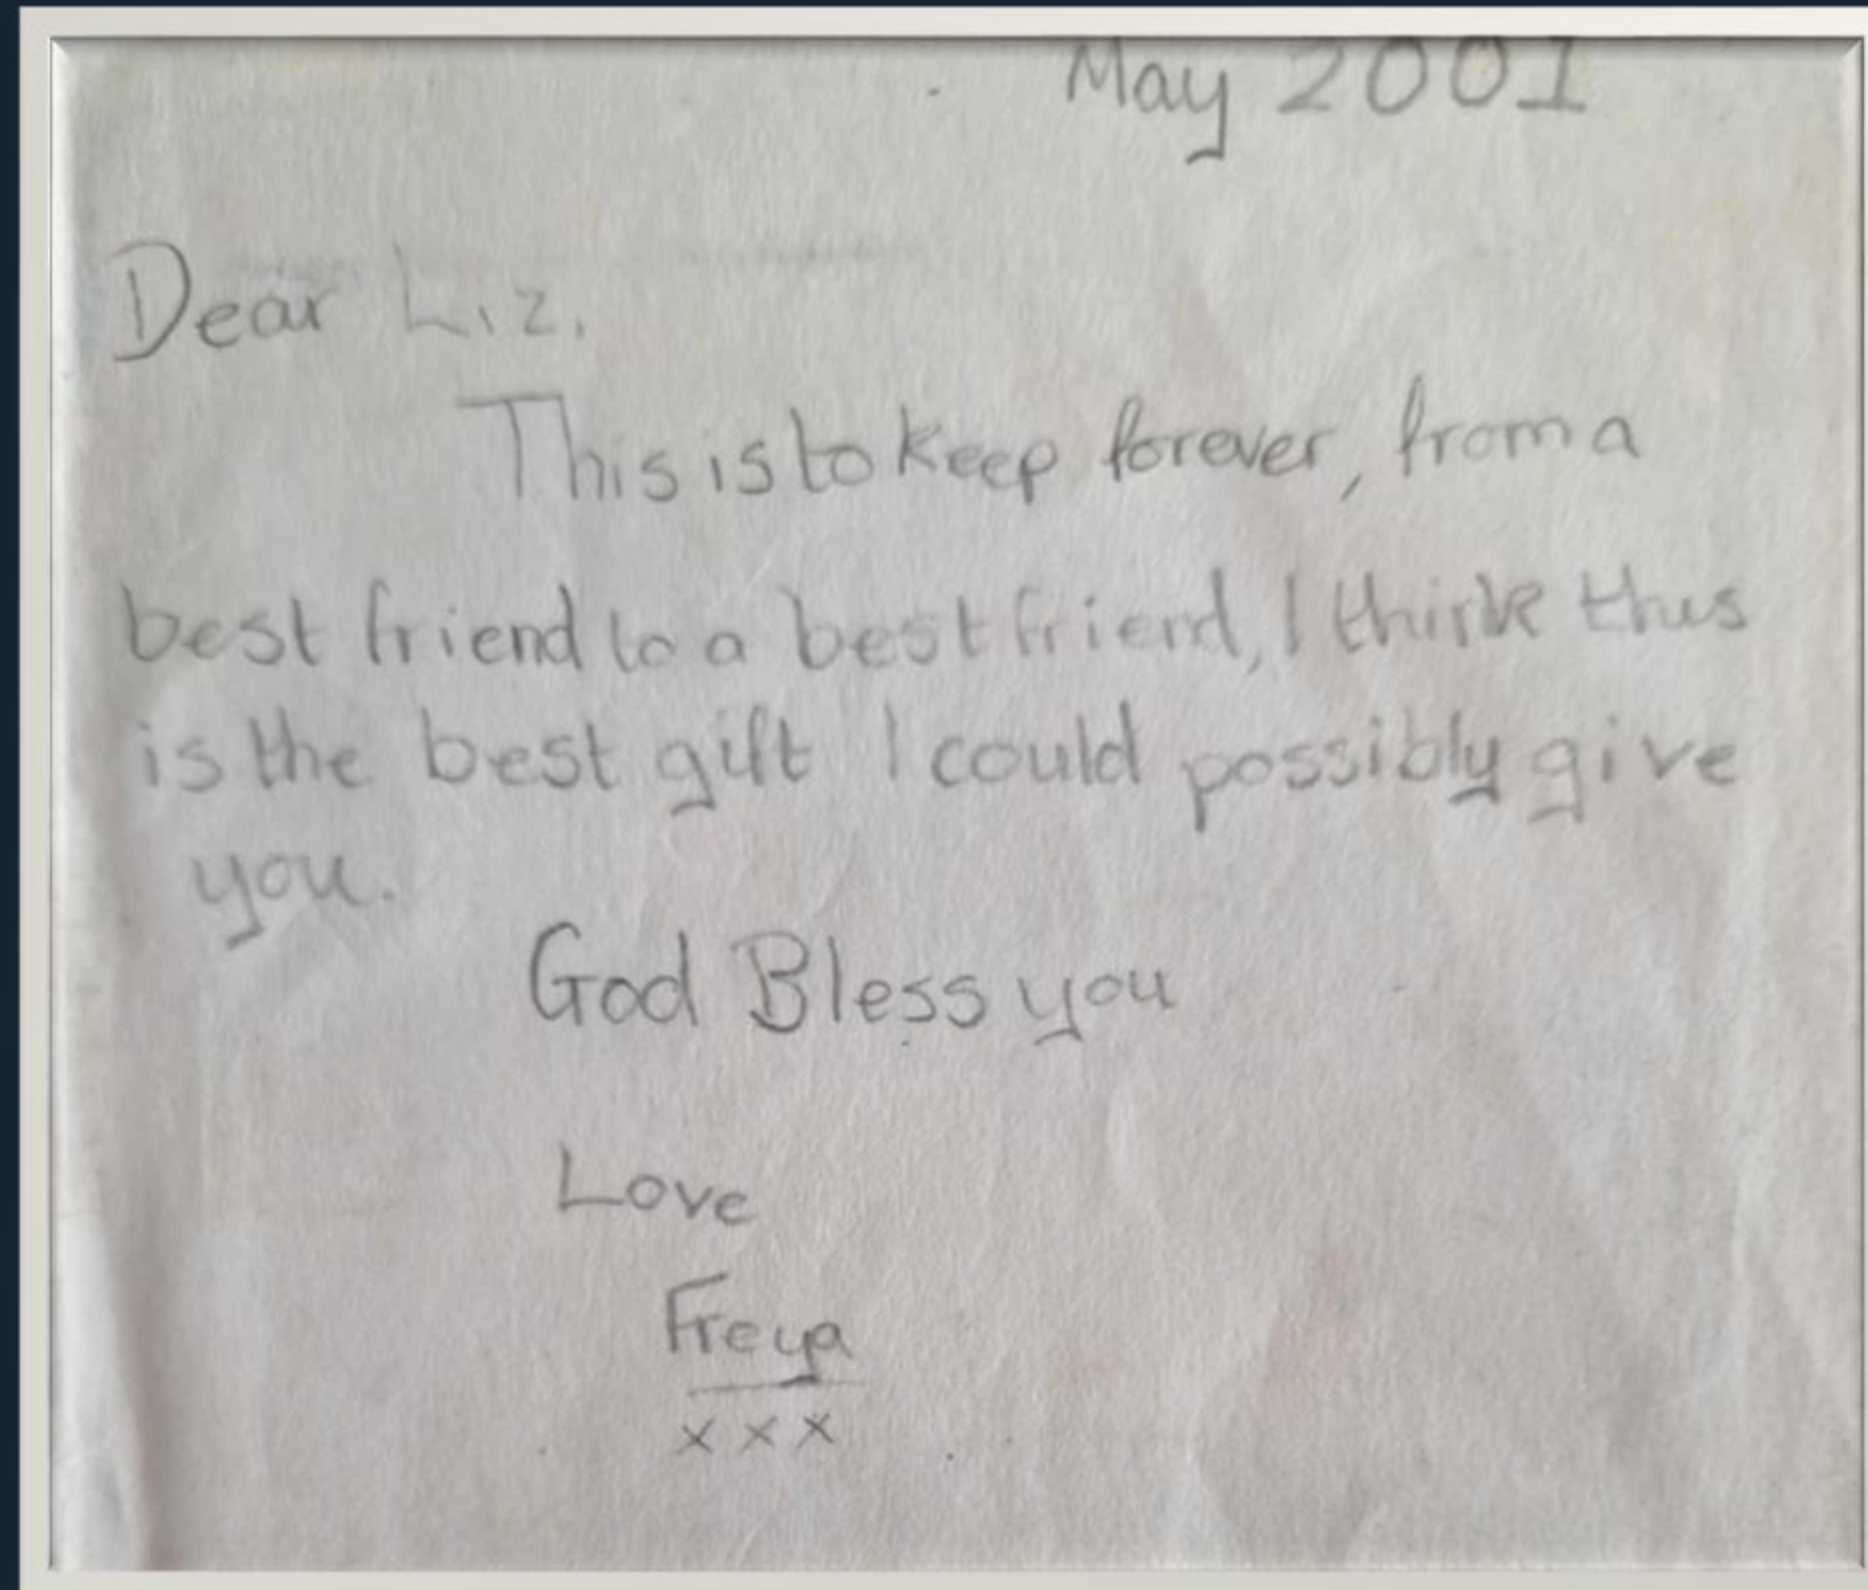 May 2001
Dear Liz,
This is to keep forever, from a
best friend to a best friend, I think this
is the best gift I could possibly give
you.
God Bless you
Love
Freya
x x x